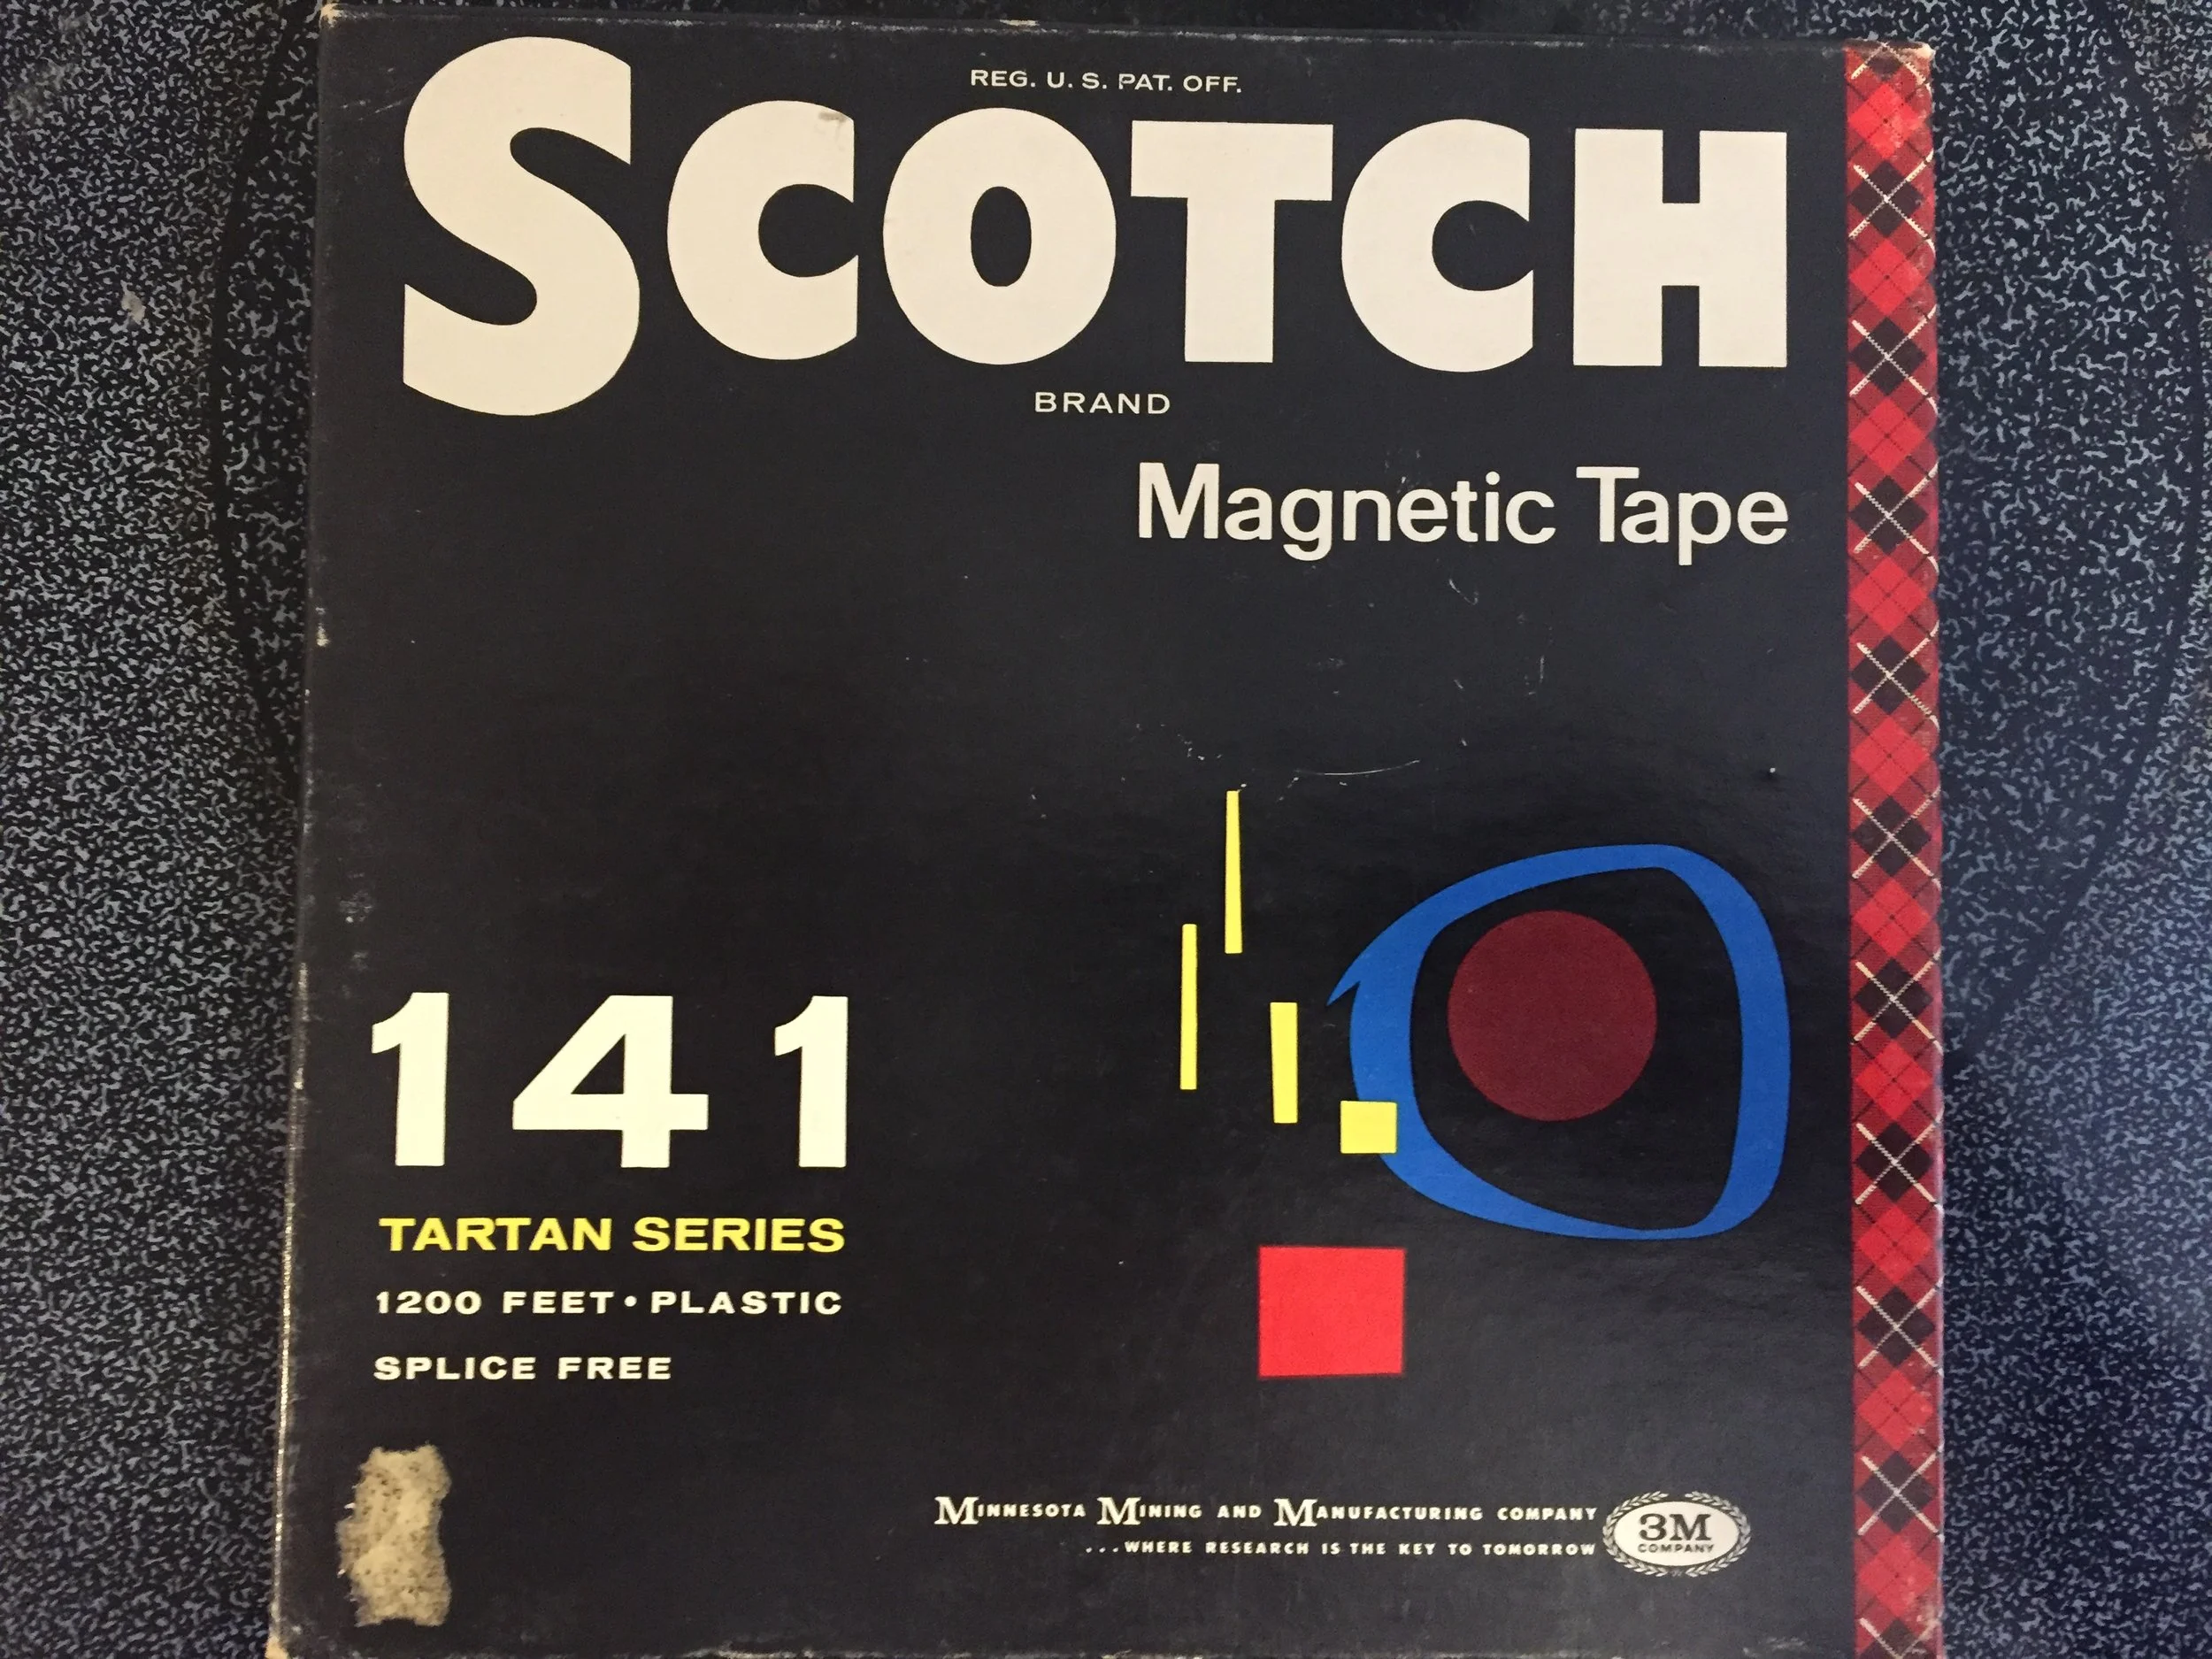 REG. U. S. PAT. OFF.
SCOTCH
BRAND
Magnetic Tape
141
TARTAN SERIES
1200 FEET • PLASTIC
SPLICE FREE
MINNESOTA MINING AND MANUFACTURING COMPANY
...WHERE RESEARCH IS THE KEY TO TOMORROW
3M
COMPANY